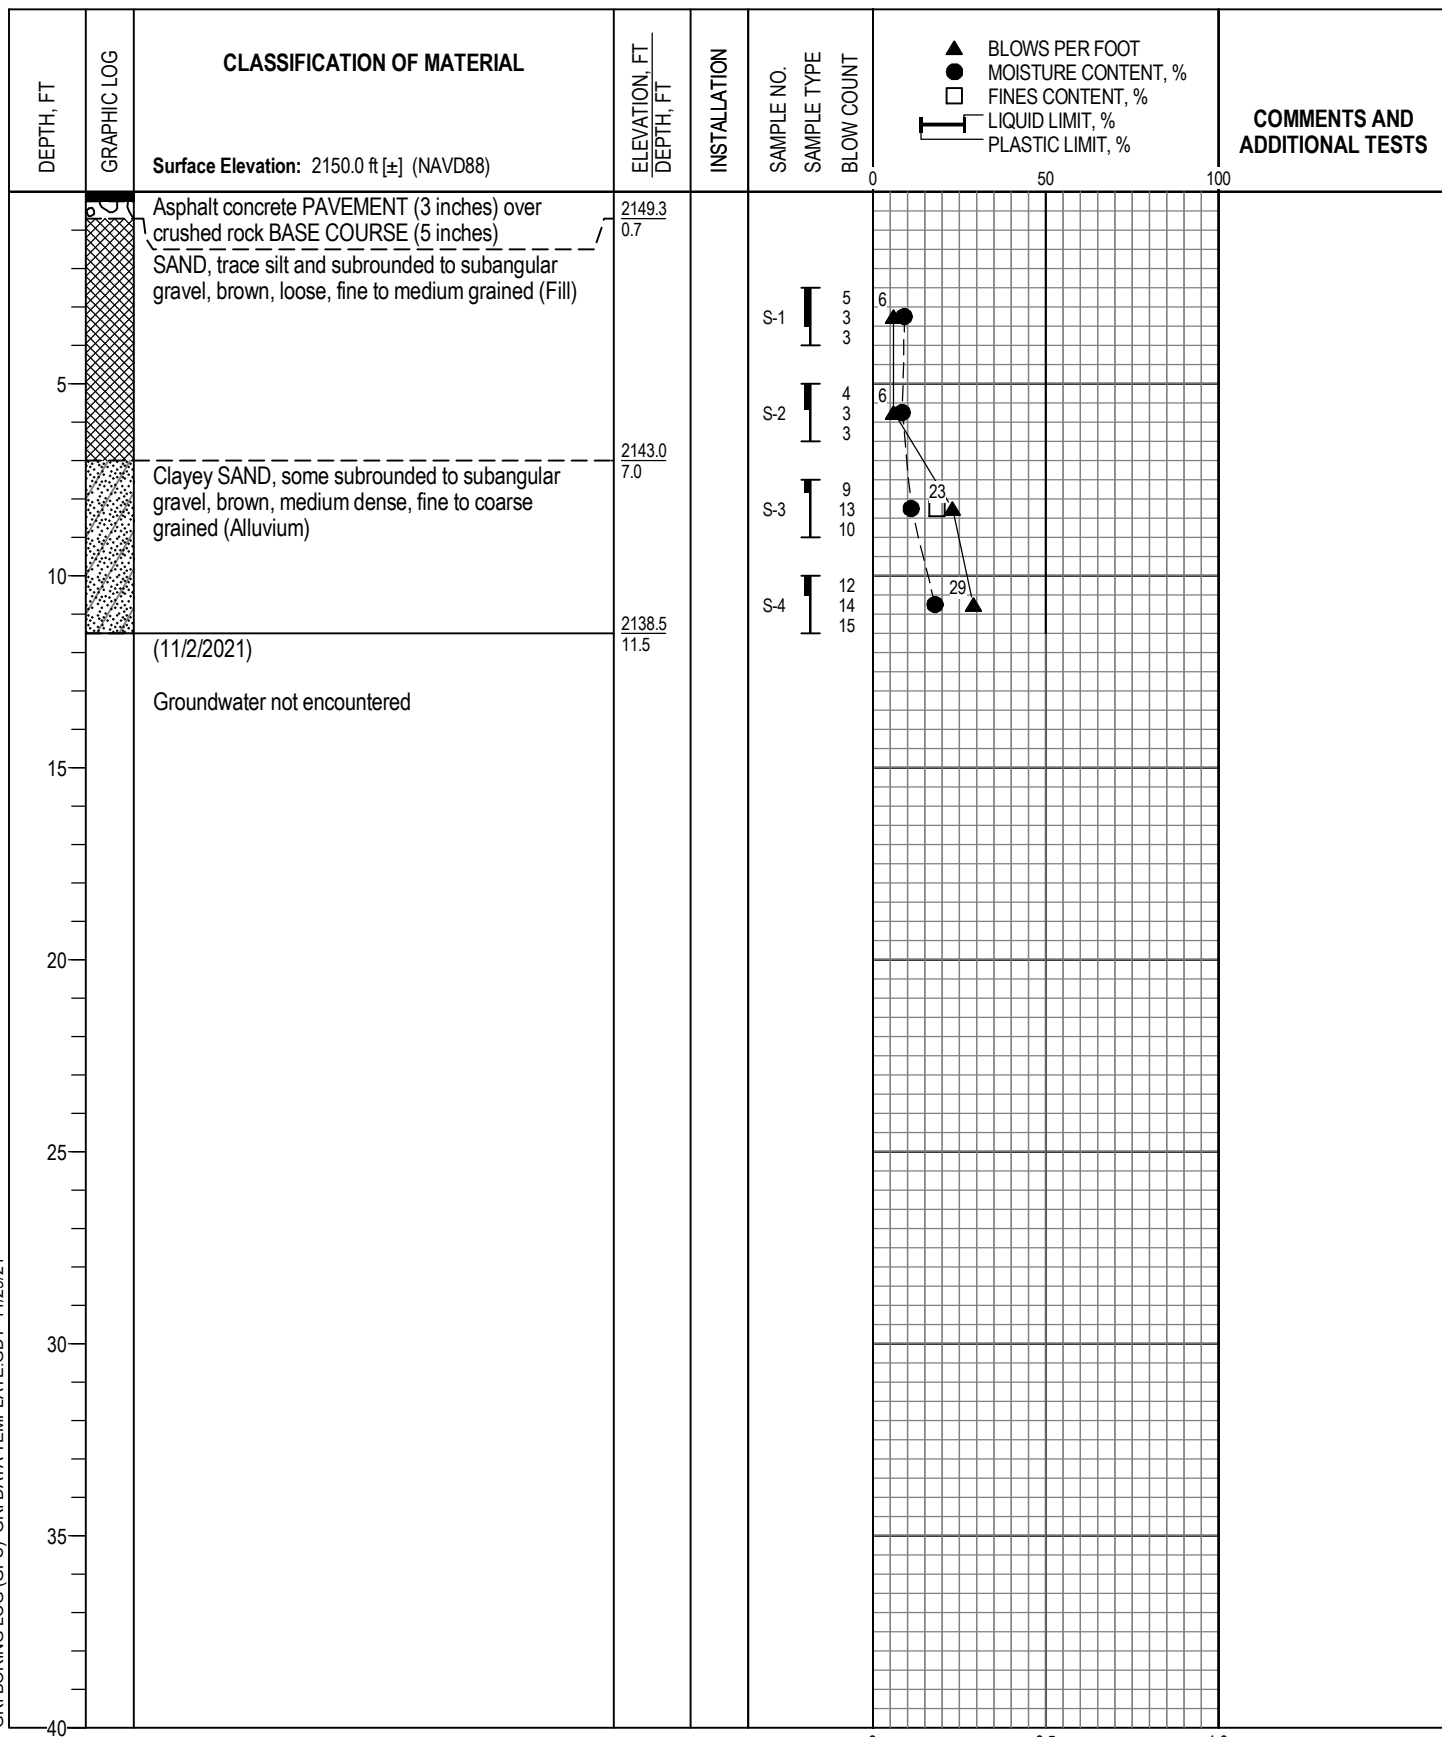 DEPTH, FT
GRAPHIC LOG
CLASSIFICATION OF MATERIAL
Surface Elevation: 2150.0 ft [±] (NAVD88)
ELEVATION, FT
DEPTH, FT
INSTALLATION
SAMPLE NO.
SAMPLE TYPE
BLOW COUNT
BLOWS PER FOOT
MOISTURE CONTENT, %
FINES CONTENT, %
LIQUID LIMIT, %
PLASTIC LIMIT, %
0 50 100
COMMENTS AND
ADDITIONAL TESTS
Asphalt concrete PAVEMENT (3 inches) over
crushed rock BASE COURSE (5 inches)
2149.3
0.7
SAND, trace silt and subrounded to subangular
gravel, brown, loose, fine to medium grained (Fill)
S-1
5
3
3
6
5
S-2
4
3
3
6
2143.0
7.0
Clayey SAND, some subrounded to subangular
gravel, brown, medium dense, fine to coarse
grained (Alluvium)
S-3
9
13
10
23
10
S-4
12
14
15
29
2138.5
11.5
(11/2/2021)
Groundwater not encountered
15
20
25
30
35
40